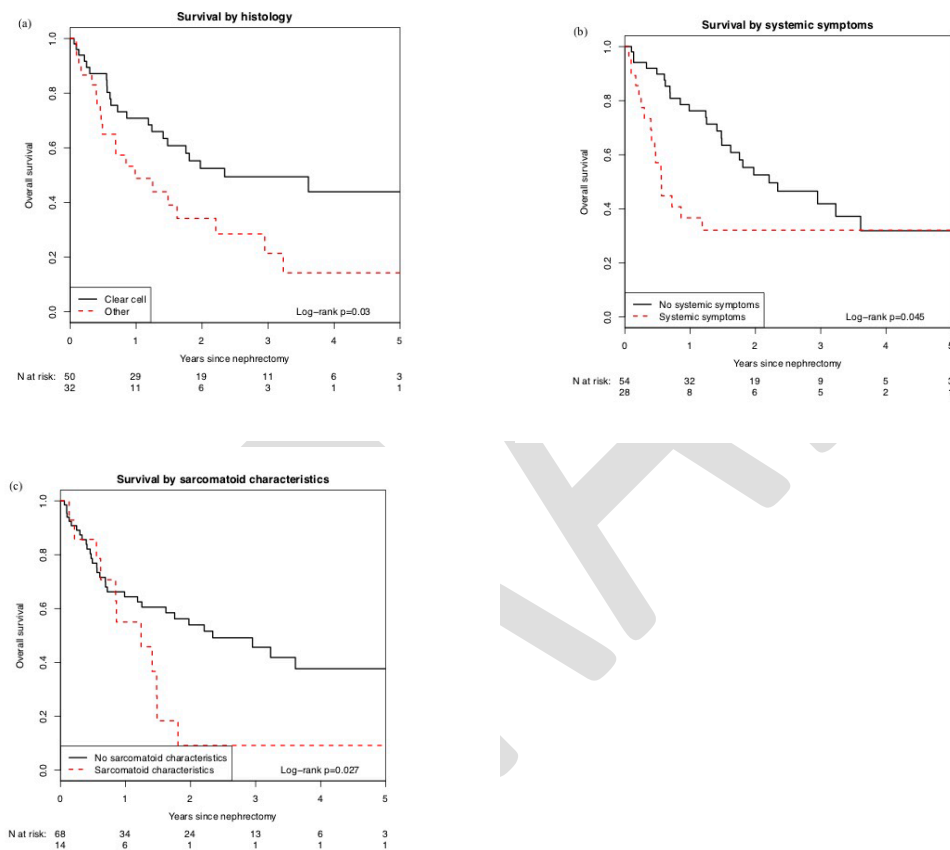 (a)
Survival by histology
Overall survival
1.0
0.8
0.6
0.4
0.2
0.0
Clear cell
Other
Log-rank p=0.03
0 1 2 3 4 5
Years since nephrectomy
N at risk: 50 29 19 11 6 3
32 11 6 3 1 1
(b)
Survival by systemic symptoms
Overall survival
1.0
0.8
0.6
0.4
0.2
0.0
No systemic symptoms
Systemic symptoms
Log-rank p=0.045
0 1 2 3 4 5
Years since nephrectomy
N at risk: 54 32 19 9 5
28 8 6 5 2
(c)
Survival by sarcomatoid characteristics
Overall survival
1.0
0.8
0.6
0.4
0.2
0.0
No sarcomatoid characteristics
Sarcomatoid characteristics
Log-rank p=0.027
0 1 2 3 4 5
Years since nephrectomy
N at risk: 68 34 24 13 6 3
14 6 1 1 1 1